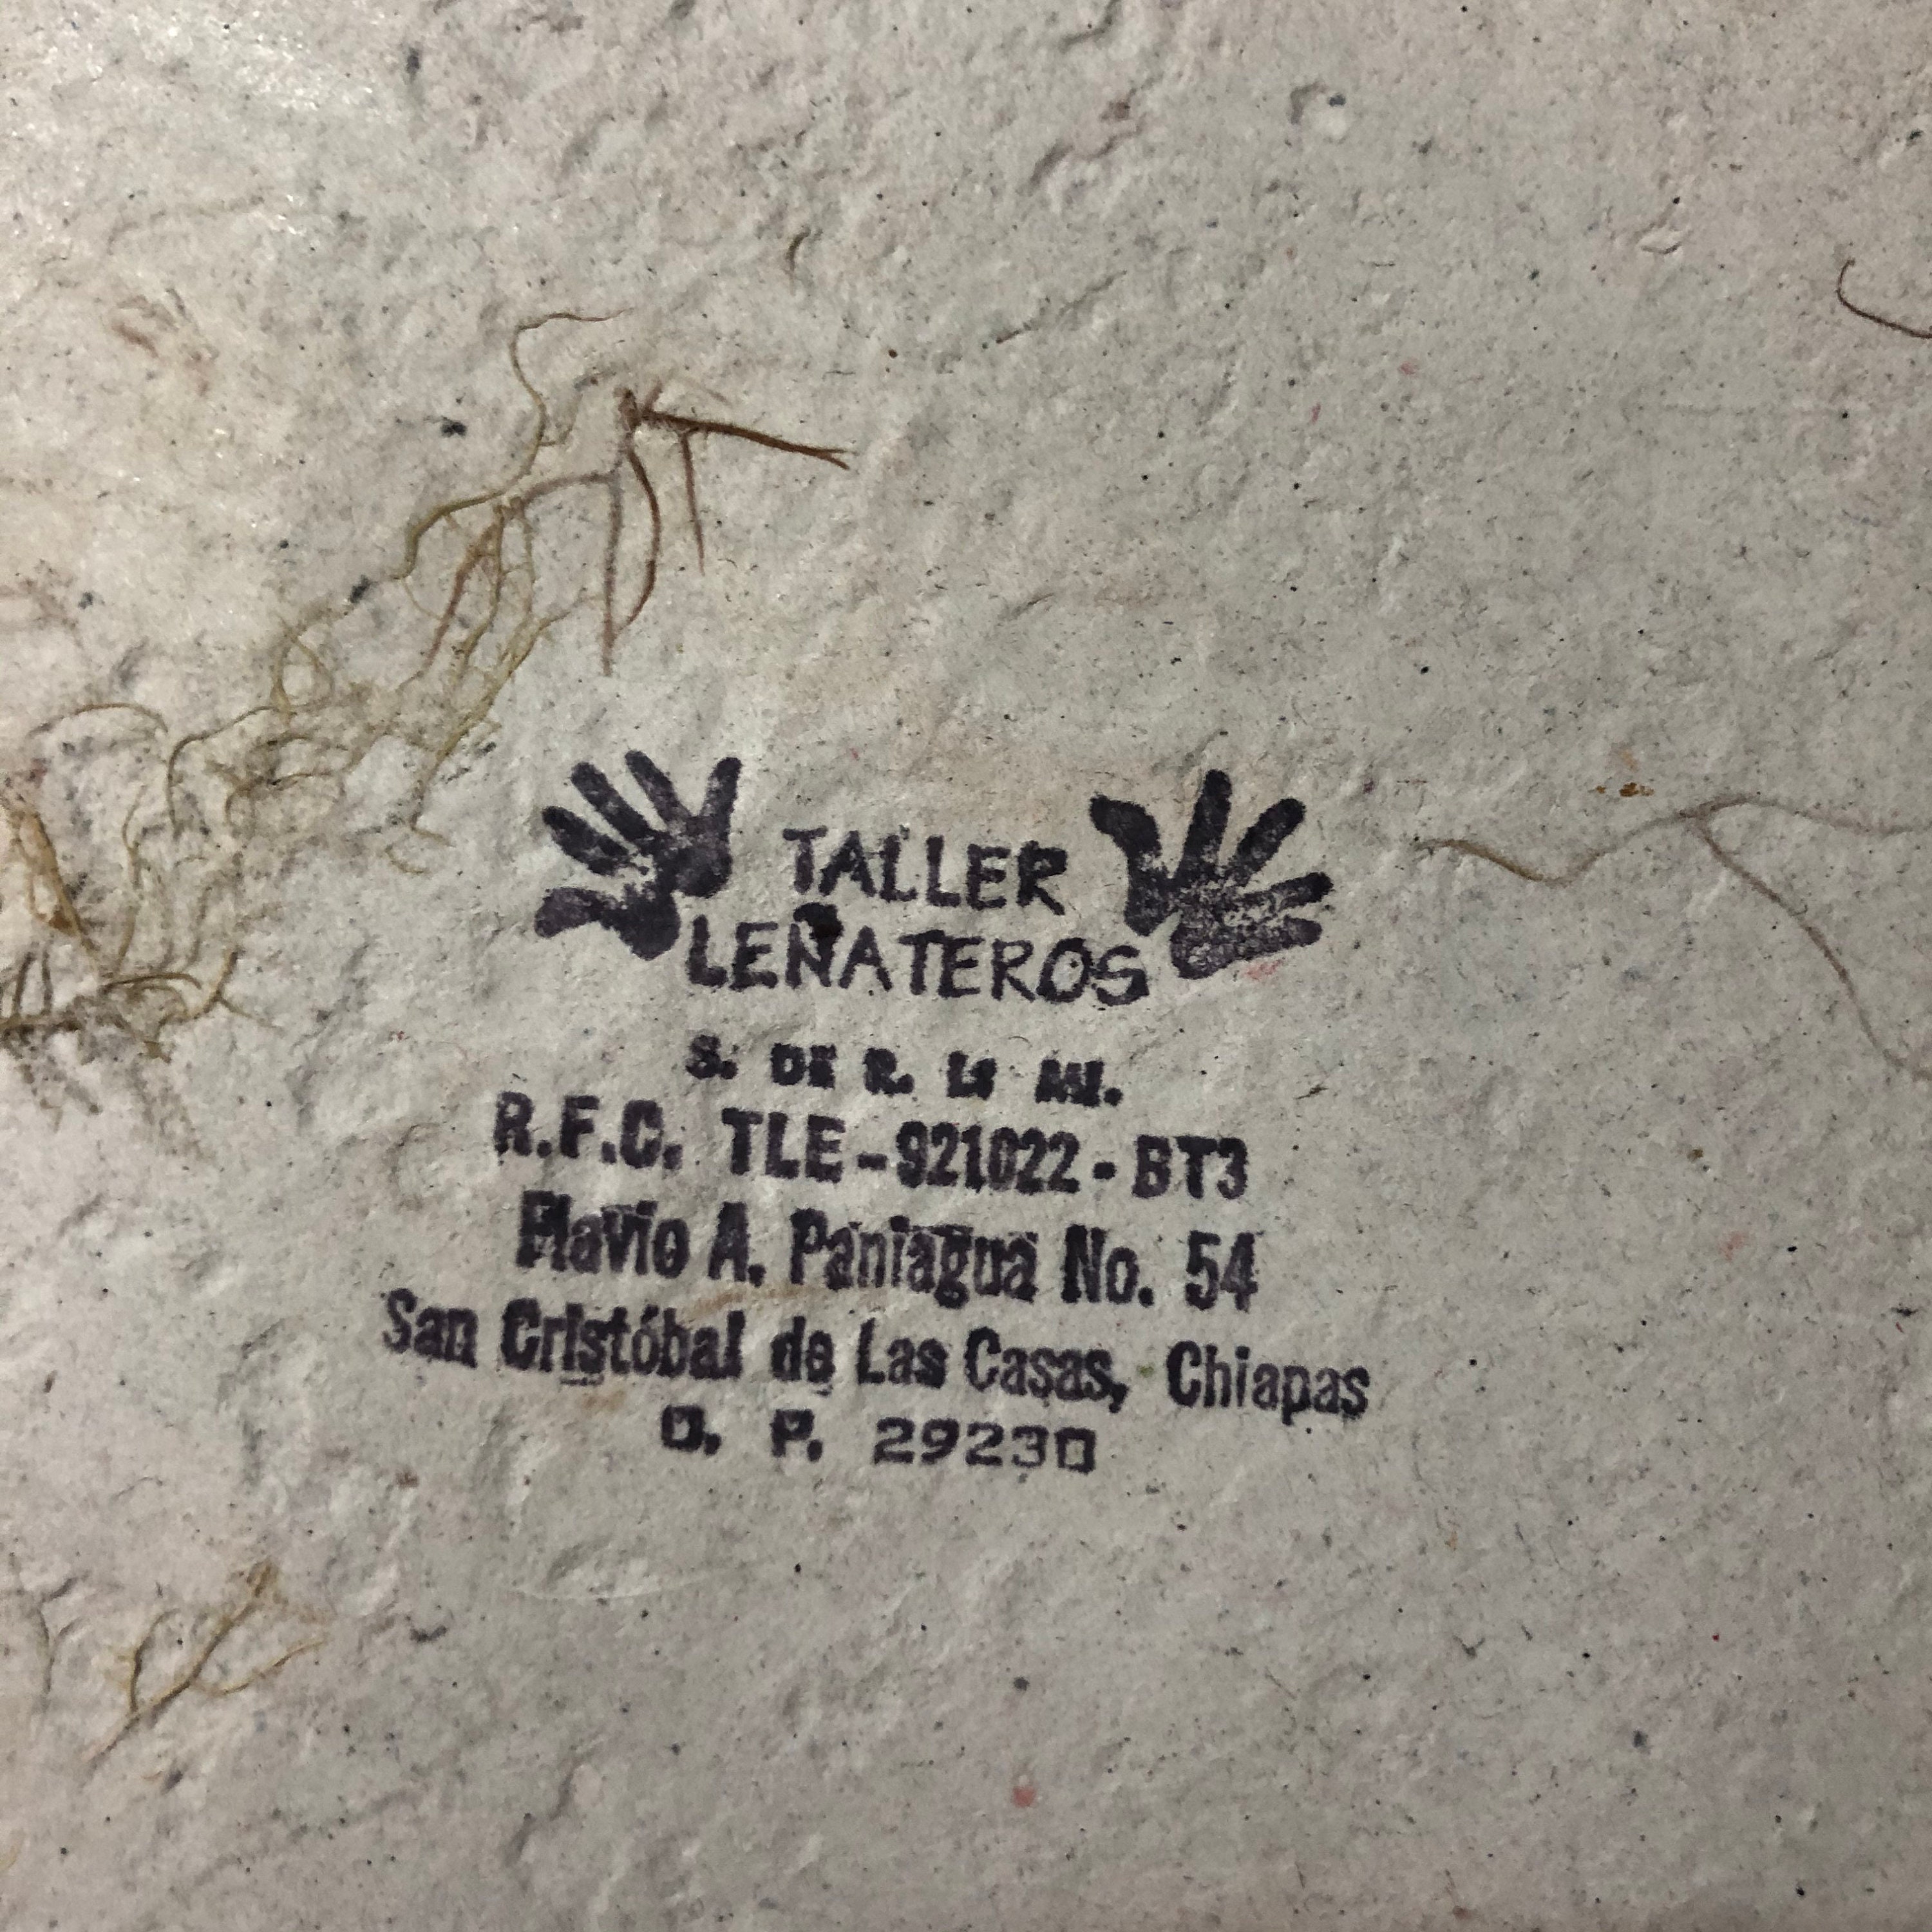 TALLER
LEÑATEROS
S. DE R. L. MI.
R.F.C. TLE-921022-BT3
Flavio A. Paniagua No. 54
San Cristóbal de Las Casas, Chiapas
C. P. 29230